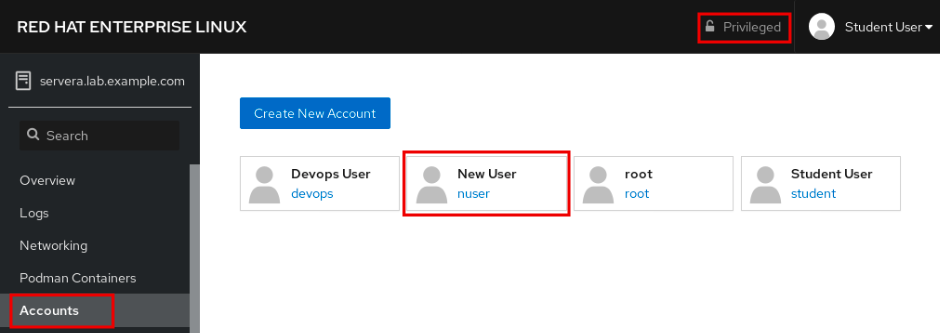 RED HAT ENTERPRISE LINUX
Privileged
Student User
servera.lab.example.com
Search
Overview
Logs
Networking
Podman Containers
Accounts
Create New Account
Devops User
devops
New User
nuser
root
root
Student User
student